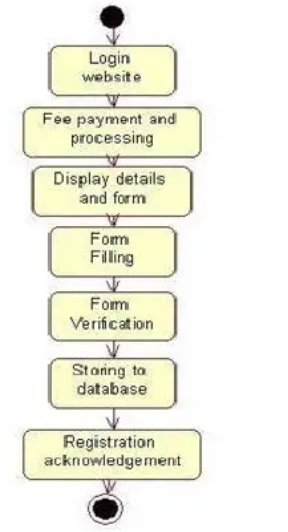 Login
website
Fee payment and
processing
Display details
and form
Form
Filling
Form
Verification
Storing to
database
Registration
acknowledgement